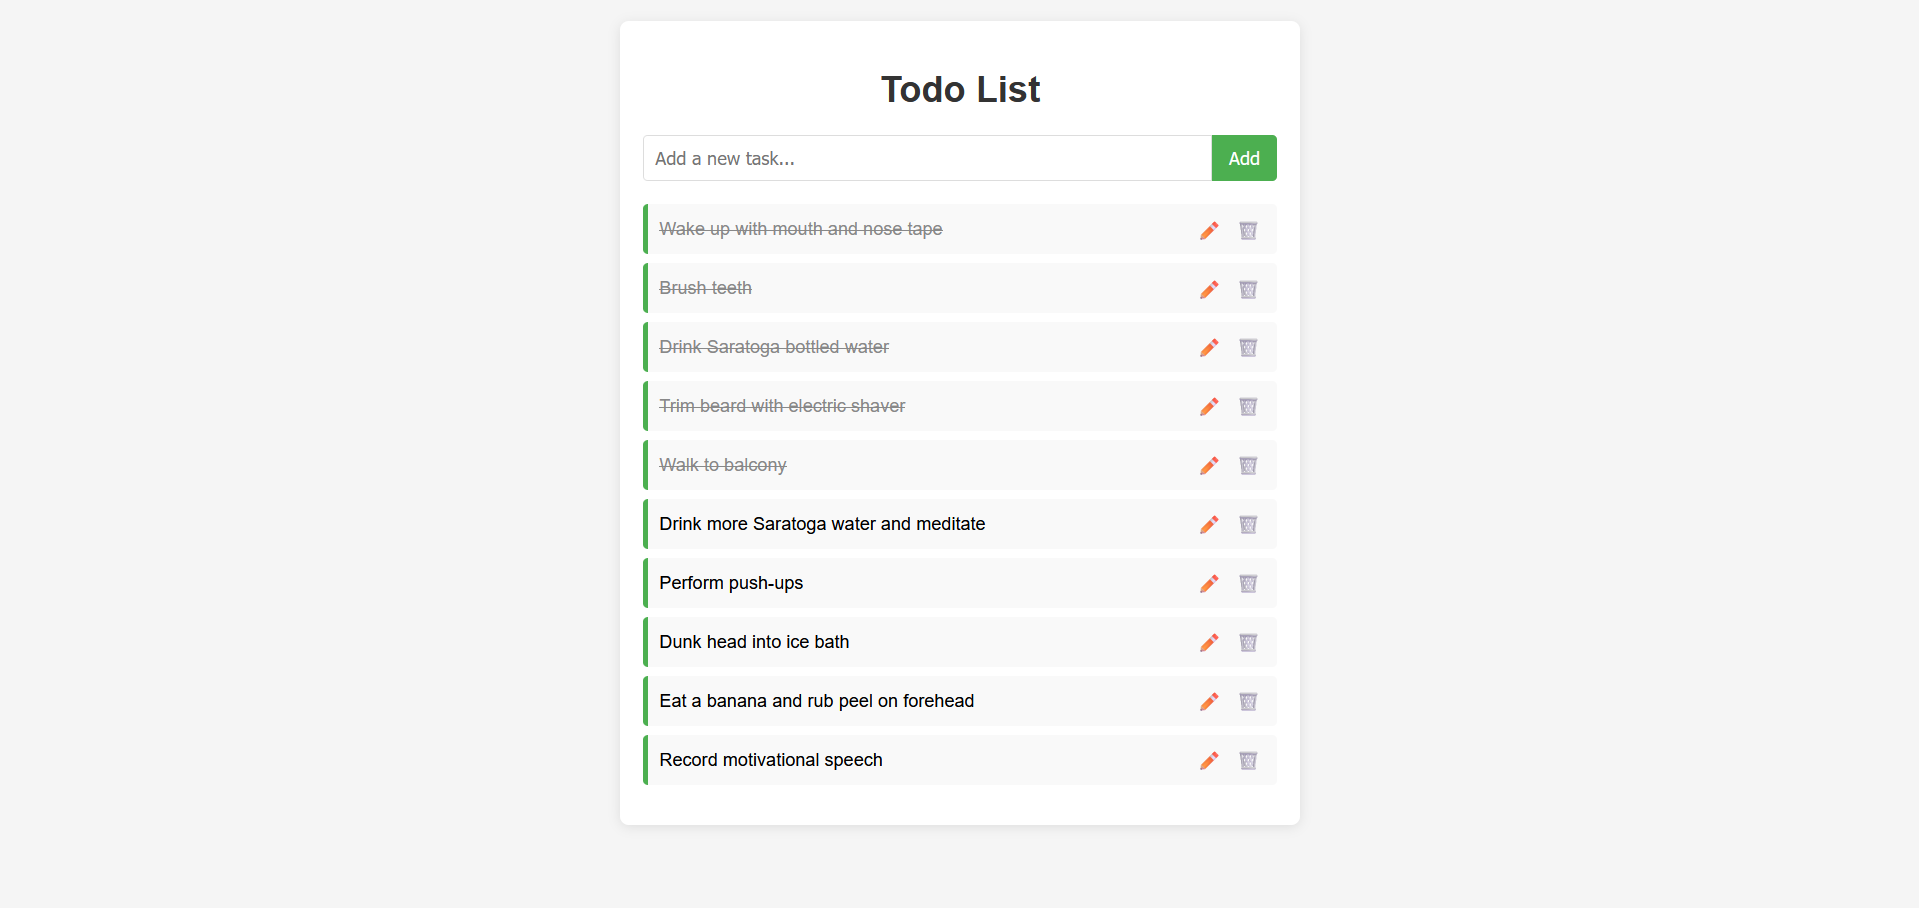 Todo List
Add a new task...
Add
Wake up with mouth and nose tape
Brush teeth
Drink Saratoga bottled water
Trim beard with electric shaver
Walk to balcony
Drink more Saratoga water and meditate
Perform push-ups
Dunk head into ice bath
Eat a banana and rub peel on forehead
Record motivational speech